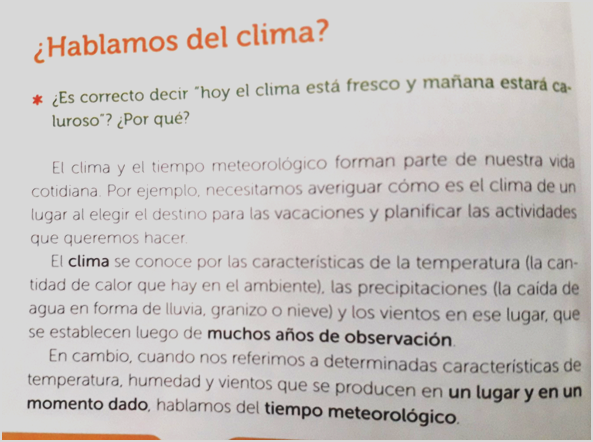 ¿Hablamos del clima?
* ¿Es correcto decir "hoy el clima está fresco y mañana estará ca-
luroso"? ¿Por qué?
El clima y el tiempo meteorológico forman parte de nuestra vida
cotidiana. Por ejemplo, necesitamos averiguar cómo es el clima de un
lugar al elegir el destino para las vacaciones y planificar las actividades
que queremos hacer.
El clima se conoce por las características de la temperatura (la can-
tidad de calor que hay en el ambiente), las precipitaciones (la caída de
agua en forma de lluvia, granizo o nieve) y los vientos en ese lugar, que
se establecen luego de muchos años de observación.
En cambio, cuando nos referimos a determinadas características de
temperatura, humedad y vientos que se producen en un lugar y en un
momento dado, hablamos del tiempo meteorológico.